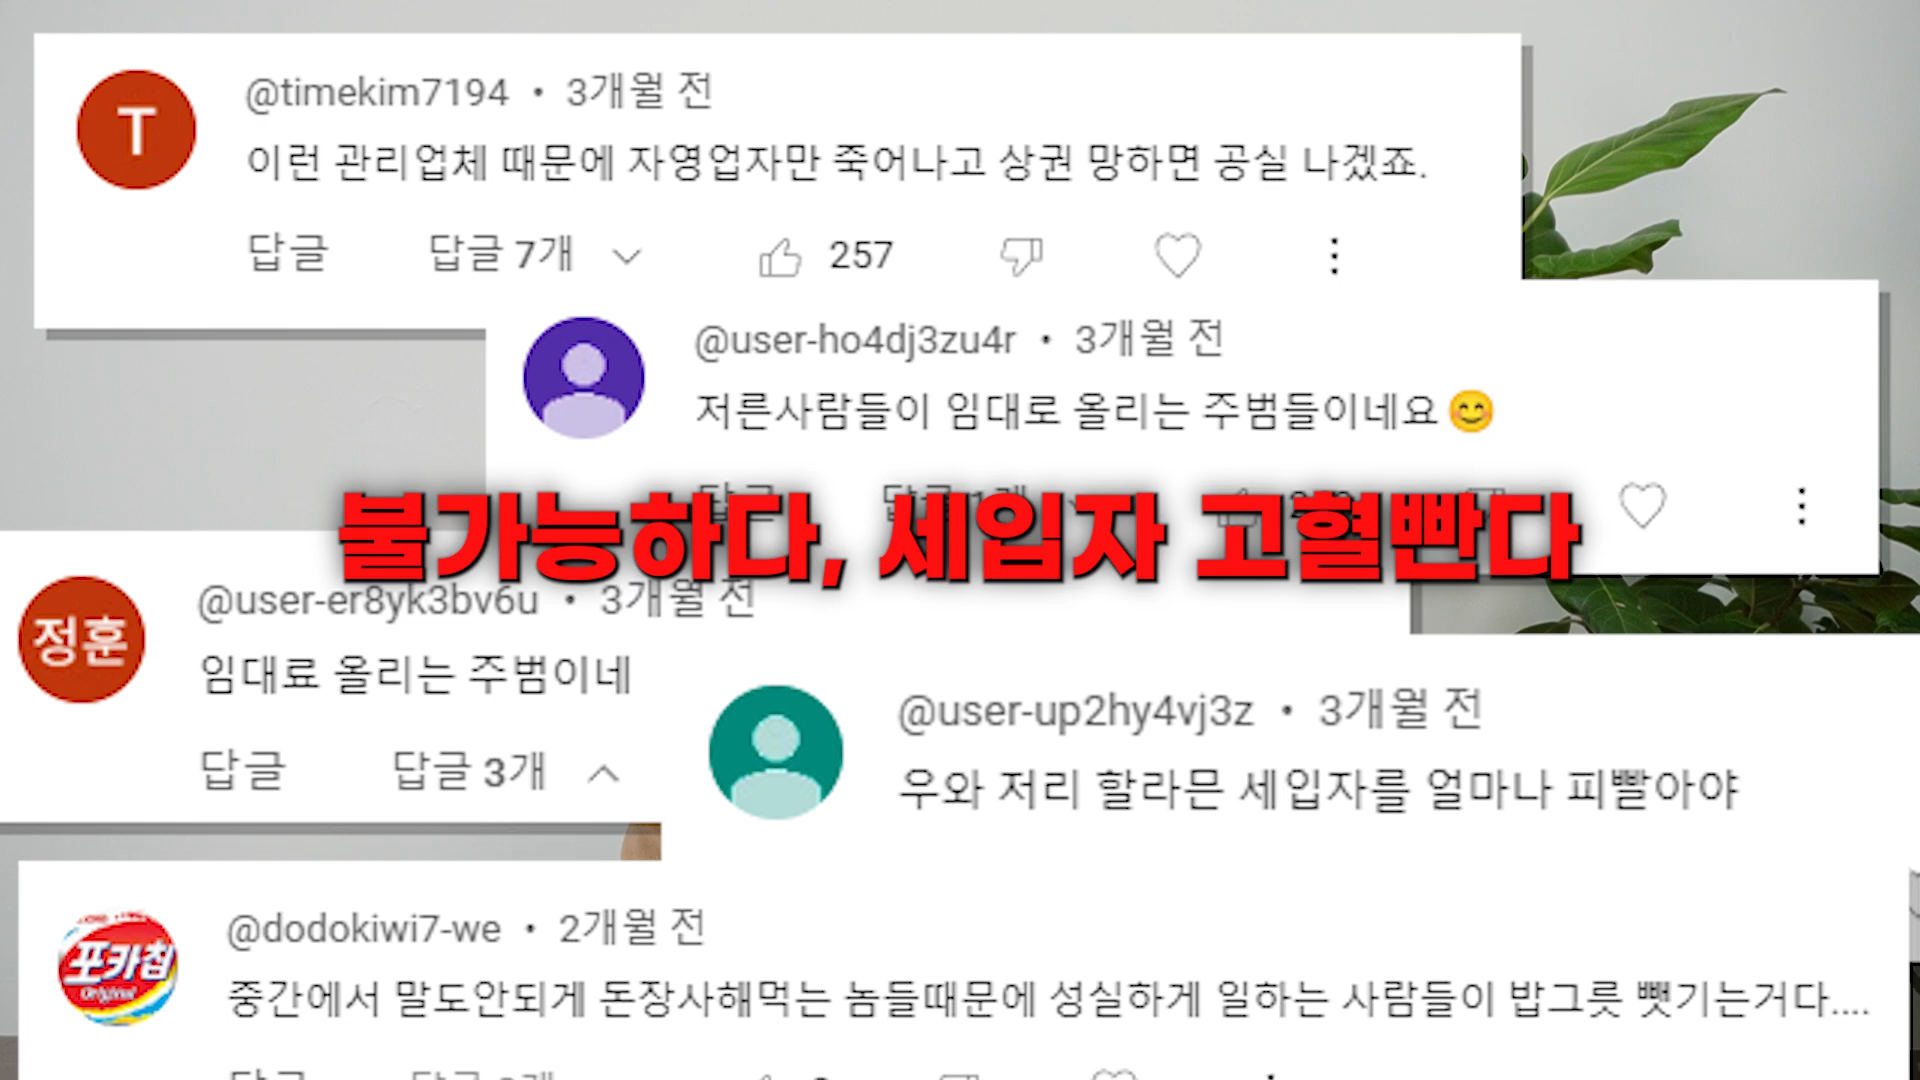 T
@timekim7194 • 3개월 전
이런 관리업체 때문에 자영업자만 죽어나고 상권 망하면 공실 나겠죠.
답글 답글 7개 257
@user-ho4dj3zu4r • 3개월 전
저른사람들이 임대로 올리는 주범들이네요😊
불가능하다, 세입자 고혈빤다
정훈
@user-er8yk3bv6u • 3개월 전
임대료 올리는 주범이네
답글 답글 3개
@user-up2hy4vj3z • 3개월 전
우와 저리 할라믄 세입자를 얼마나 피빨아야
포카칩
Original
@dodokiwi7-we • 2개월 전
중간에서 말도안되게 돈장사해먹는 놈들때문에 성실하게 일하는 사람들이 밥그릇 뺏기는거다....